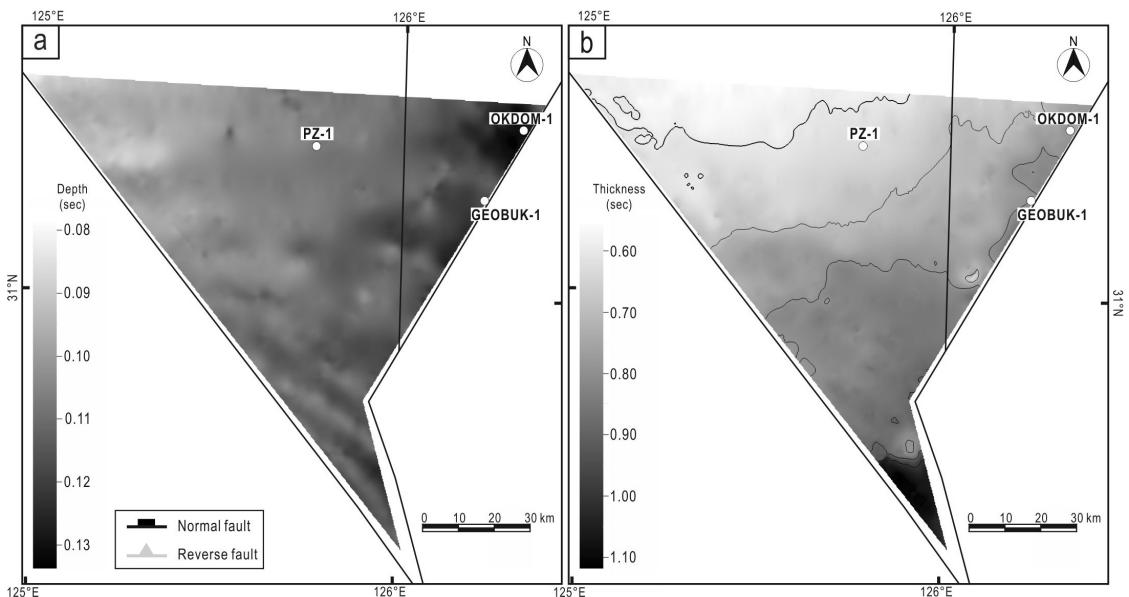 125°E
126°E
a
N
OKDOM-1
PZ-1
GEOBUK-1
Depth
(sec)
0.08
0.09
0.10
0.11
0.12
0.13
31°N
Normal fault
Reverse fault
0 10 20 30 km
125°E
126°E
125°E
126°E
b
N
OKDOM-1
PZ-1
GEOBUK-1
Thickness
(sec)
0.60
0.70
0.80
0.90
1.00
1.10
31°N
0 10 20 30 km
125°E
126°E